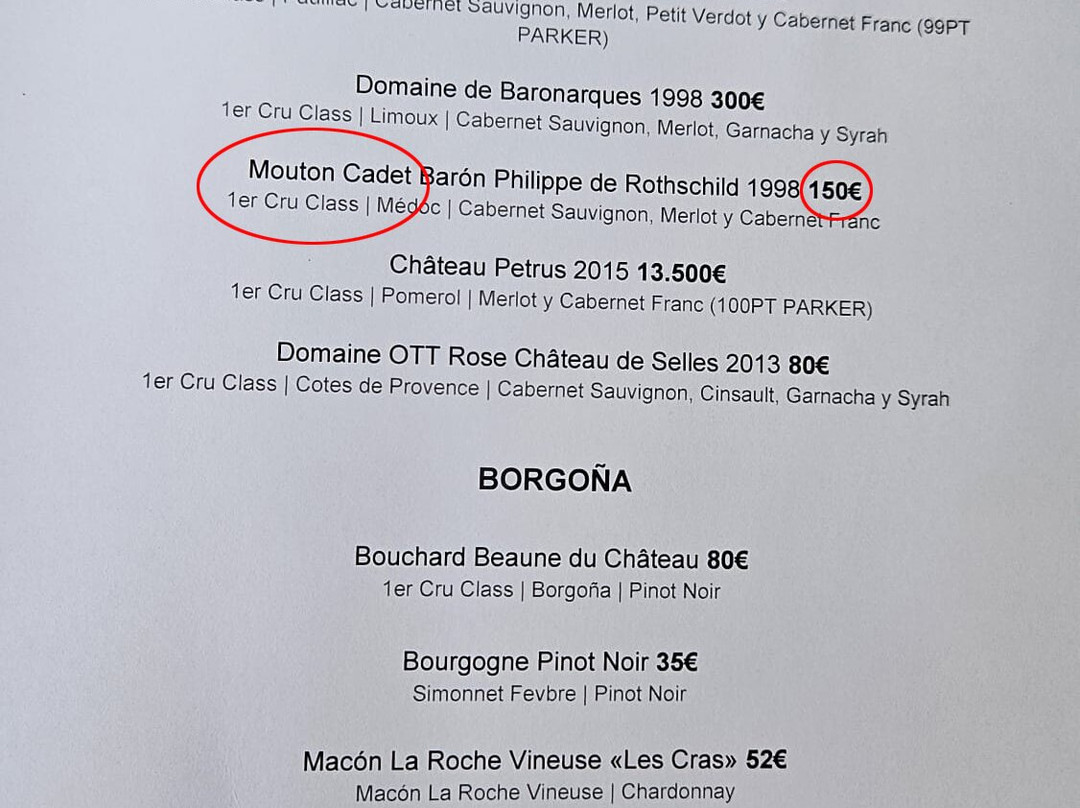 | Cabernet Sauvignon, Merlot, Petit Verdot y Cabernet Franc (99PT
PARKER)
Domaine de Baronarques 1998 300€
1er Cru Class | Limoux | Cabernet Sauvignon, Merlot, Garnacha y Syrah
Mouton Cadet Barón Philippe de Rothschild 1998 150€
1er Cru Class | Médoc | Cabernet Sauvignon, Merlot y Cabernet Franc
Château Petrus 2015 13.500€
1er Cru Class | Pomerol | Merlot y Cabernet Franc (100PT PARKER)
Domaine OTT Rose Château de Selles 2013 80€
1er Cru Class | Cotes de Provence | Cabernet Sauvignon, Cinsault, Garnacha y Syrah
BORGOÑA
Bouchard Beaune du Château 80€
1er Cru Class | Borgoña | Pinot Noir
Bourgogne Pinot Noir 35€
Simonnet Fevbre | Pinot Noir
Macón La Roche Vineuse «Les Cras» 52€
Macón La Roche Vineuse | Chardonnay